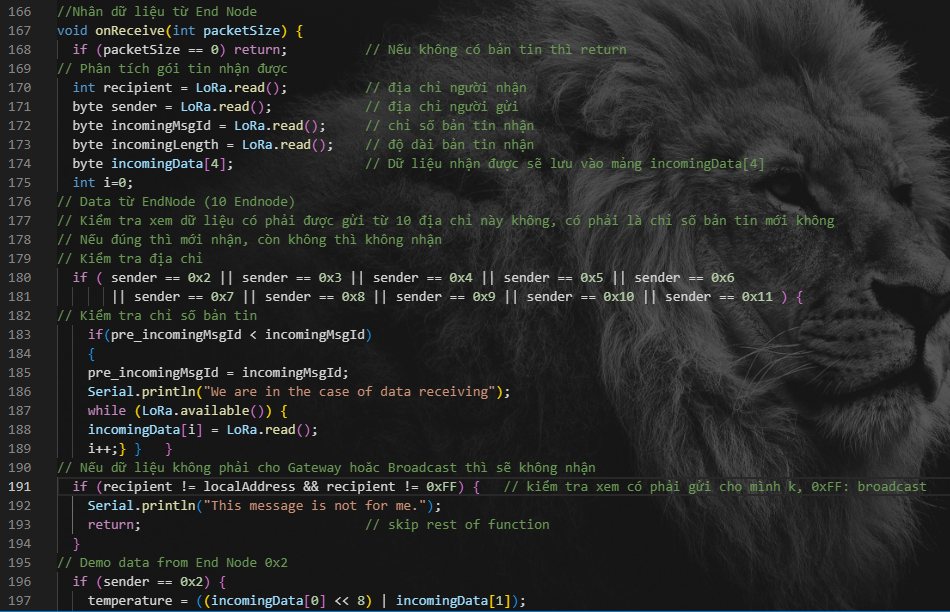 166 //Nhân dữ liệu từ End Node
167 void onReceive(int packetSize) {
168 if (packetSize == 0) return; // Nếu không có bản tin thì return
169 // Phân tích gói tin nhận được
170 int recipient = LoRa.read(); // địa chỉ người nhận
171 byte sender = LoRa.read(); // địa chỉ người gửi
172 byte incomingMsgId = LoRa.read(); // chỉ số bản tin nhận
173 byte incomingLength = LoRa.read(); // độ dài bản tin nhận
174 byte incomingData[4]; // Dữ liệu nhận được sẽ lưu vào mảng incomingData[4]
175 int i=0;
176 // Data từ EndNode (10 Endnode)
177 // Kiểm tra xem dữ liệu có phải được gửi từ 10 địa chỉ này không, có phải là chỉ số bản tin mới không
178 // Nếu đúng thì mới nhận, còn không thì không nhận
179 // Kiểm tra địa chỉ
180 if ( sender == 0x2 || sender == 0x3 || sender == 0x4 || sender == 0x5 || sender == 0x6
181 || sender == 0x7 || sender == 0x8 || sender == 0x9 || sender == 0x10 || sender == 0x11 ) {
182 // Kiểm tra chỉ số bản tin
183 if(pre_incomingMsgId < incomingMsgId)
184 {
185 pre_incomingMsgId = incomingMsgId;
186 Serial.println("We are in the case of data receiving");
187 while (LoRa.available()) {
188 incomingData[i] = LoRa.read();
189 i++;} } }
190 // Nếu dữ liệu không phải cho Gateway hoặc Broadcast thì sẽ không nhận
191 if (recipient != localAddress && recipient != 0xFF) { // kiểm tra xem có phải gửi cho mình k, 0xFF: broadcast
192 Serial.println("This message is not for me.");
193 return; // skip rest of function
194 }
195 // Demo data from End Node 0x2
196 if (sender == 0x2) {
197 temperature = ((incomingData[0] << 8) | incomingData[1]);